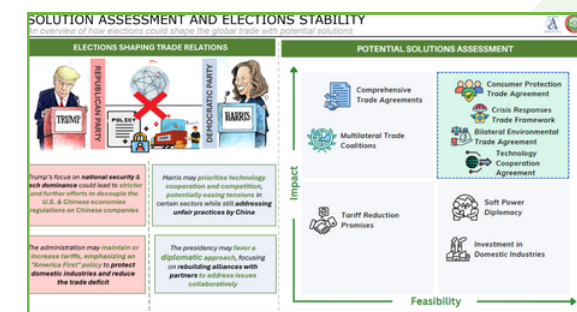 SOLUTION ASSESSMENT AND ELECTIONS STABILITY
An overview of how elections could shape the global trade with potential solutions
ELECTIONS SHAPING TRADE RELATIONS
REPUBLICAN PARTY
TRUMP
POLICY
DEMOCRATIC PARTY
HARRIS
Trump's focus on national security &
tech dominance could lead to stricter
and further efforts to decouple the
U.S. & Chinese economies
regulations on Chinese companies
Harris may prioritise technology
cooperation and competition,
potentially easing tensions in
certain sectors while still addressing
unfair practices by China
The administration may maintain or
increase tariffs, emphasizing an
"America First" policy to protect
domestic industries and reduce
the trade deficit
The presidency may favor a
diplomatic approach, focusing
on rebuilding alliances with
partners to address issues
collaboratively
POTENTIAL SOLUTIONS ASSESSMENT
Impact
Comprehensive
Trade Agreements
Multilateral Trade
Coalitions
Consumer Protection
Trade Agreement
Crisis Responses
Trade Framework
Bilateral Environmental
Trade Agreement
Technology
Cooperation
Agreement
Tariff Reduction
Promises
Soft Power
Diplomacy
Investment in
Domestic Industries
Feasibility